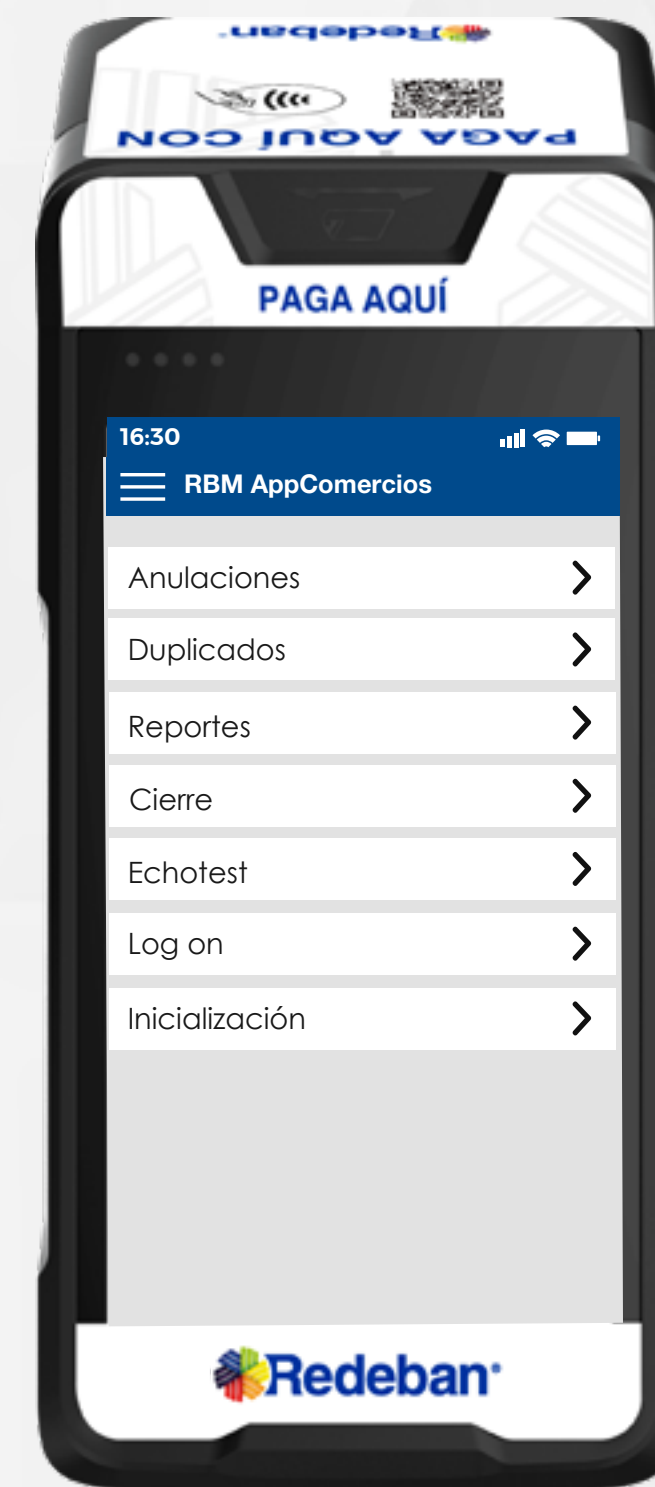 Redeban
PAGA AQUÍ CON
PAGA AQUÍ
16:30
RBM AppComercios
Anulaciones
Duplicados
Reportes
Cierre
Echotest
Log on
Inicialización
Redeban